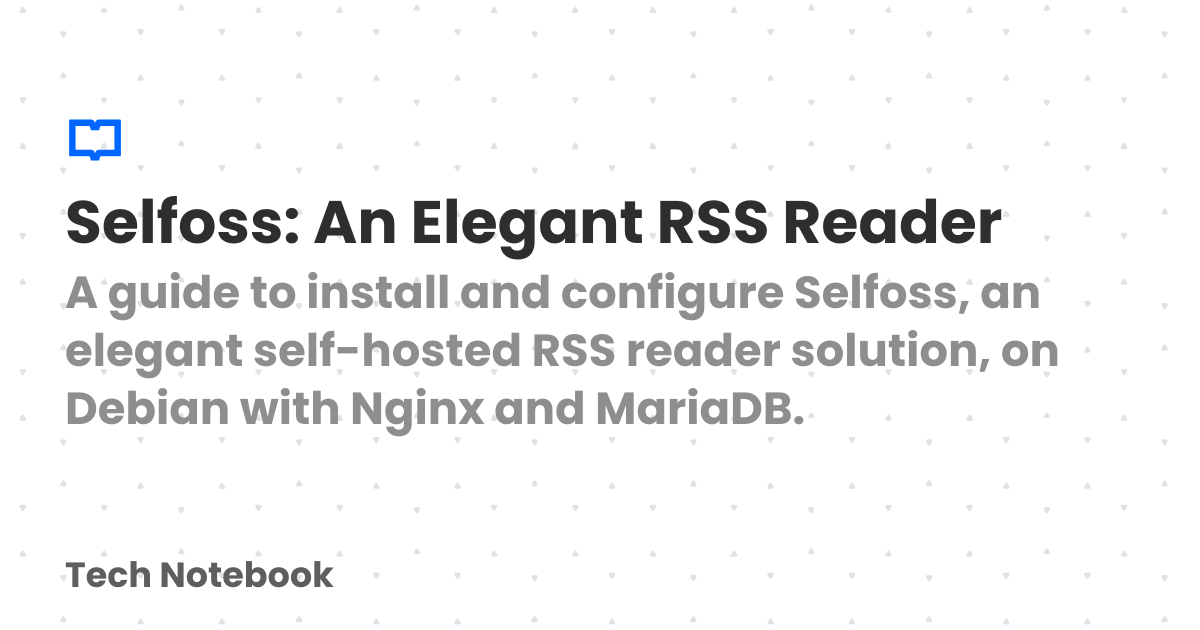 Selfoss: An Elegant RSS Reader
A guide to install and configure Selfoss, an
elegant self-hosted RSS reader solution, on
Debian with Nginx and MariaDB.
Tech Notebook